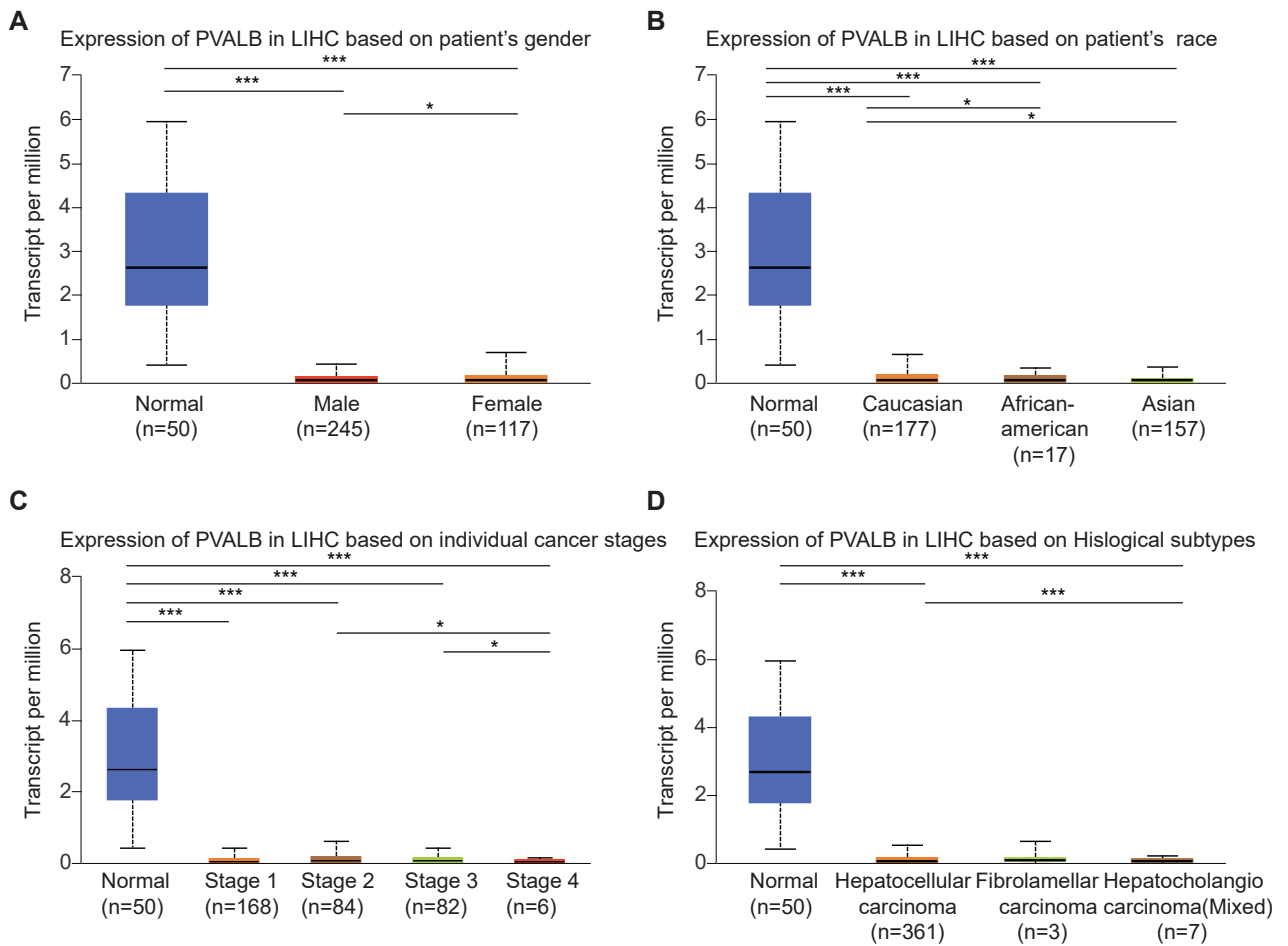 A
Expression of PVALB in LIHC based on patient's gender
Transcript per million
7
6
5
4
3
2
1
0
***
***
*
Normal
(n=50)
Male
(n=245)
Female
(n=117)
B
Expression of PVALB in LIHC based on patient's race
Transcript per million
7
6
5
4
3
2
1
0
***
***
***
*
*
Normal
(n=50)
Caucasian
(n=177)
African-
american
(n=17)
Asian
(n=157)
C
Expression of PVALB in LIHC based on individual cancer stages
Transcript per million
8
6
4
2
0
***
***
***
***
*
*
Normal
(n=50)
Stage 1
(n=168)
Stage 2
(n=84)
Stage 3
(n=82)
Stage 4
(n=6)
D
Expression of PVALB in LIHC based on Hislogical subtypes
Transcript per million
8
6
4
2
0
***
***
***
Normal
(n=50)
Hepatocellular
carcinoma
(n=361)
Fibrolamellar
carcinoma
(n=3)
Hepatocholangio
carcinoma(Mixed)
(n=7)